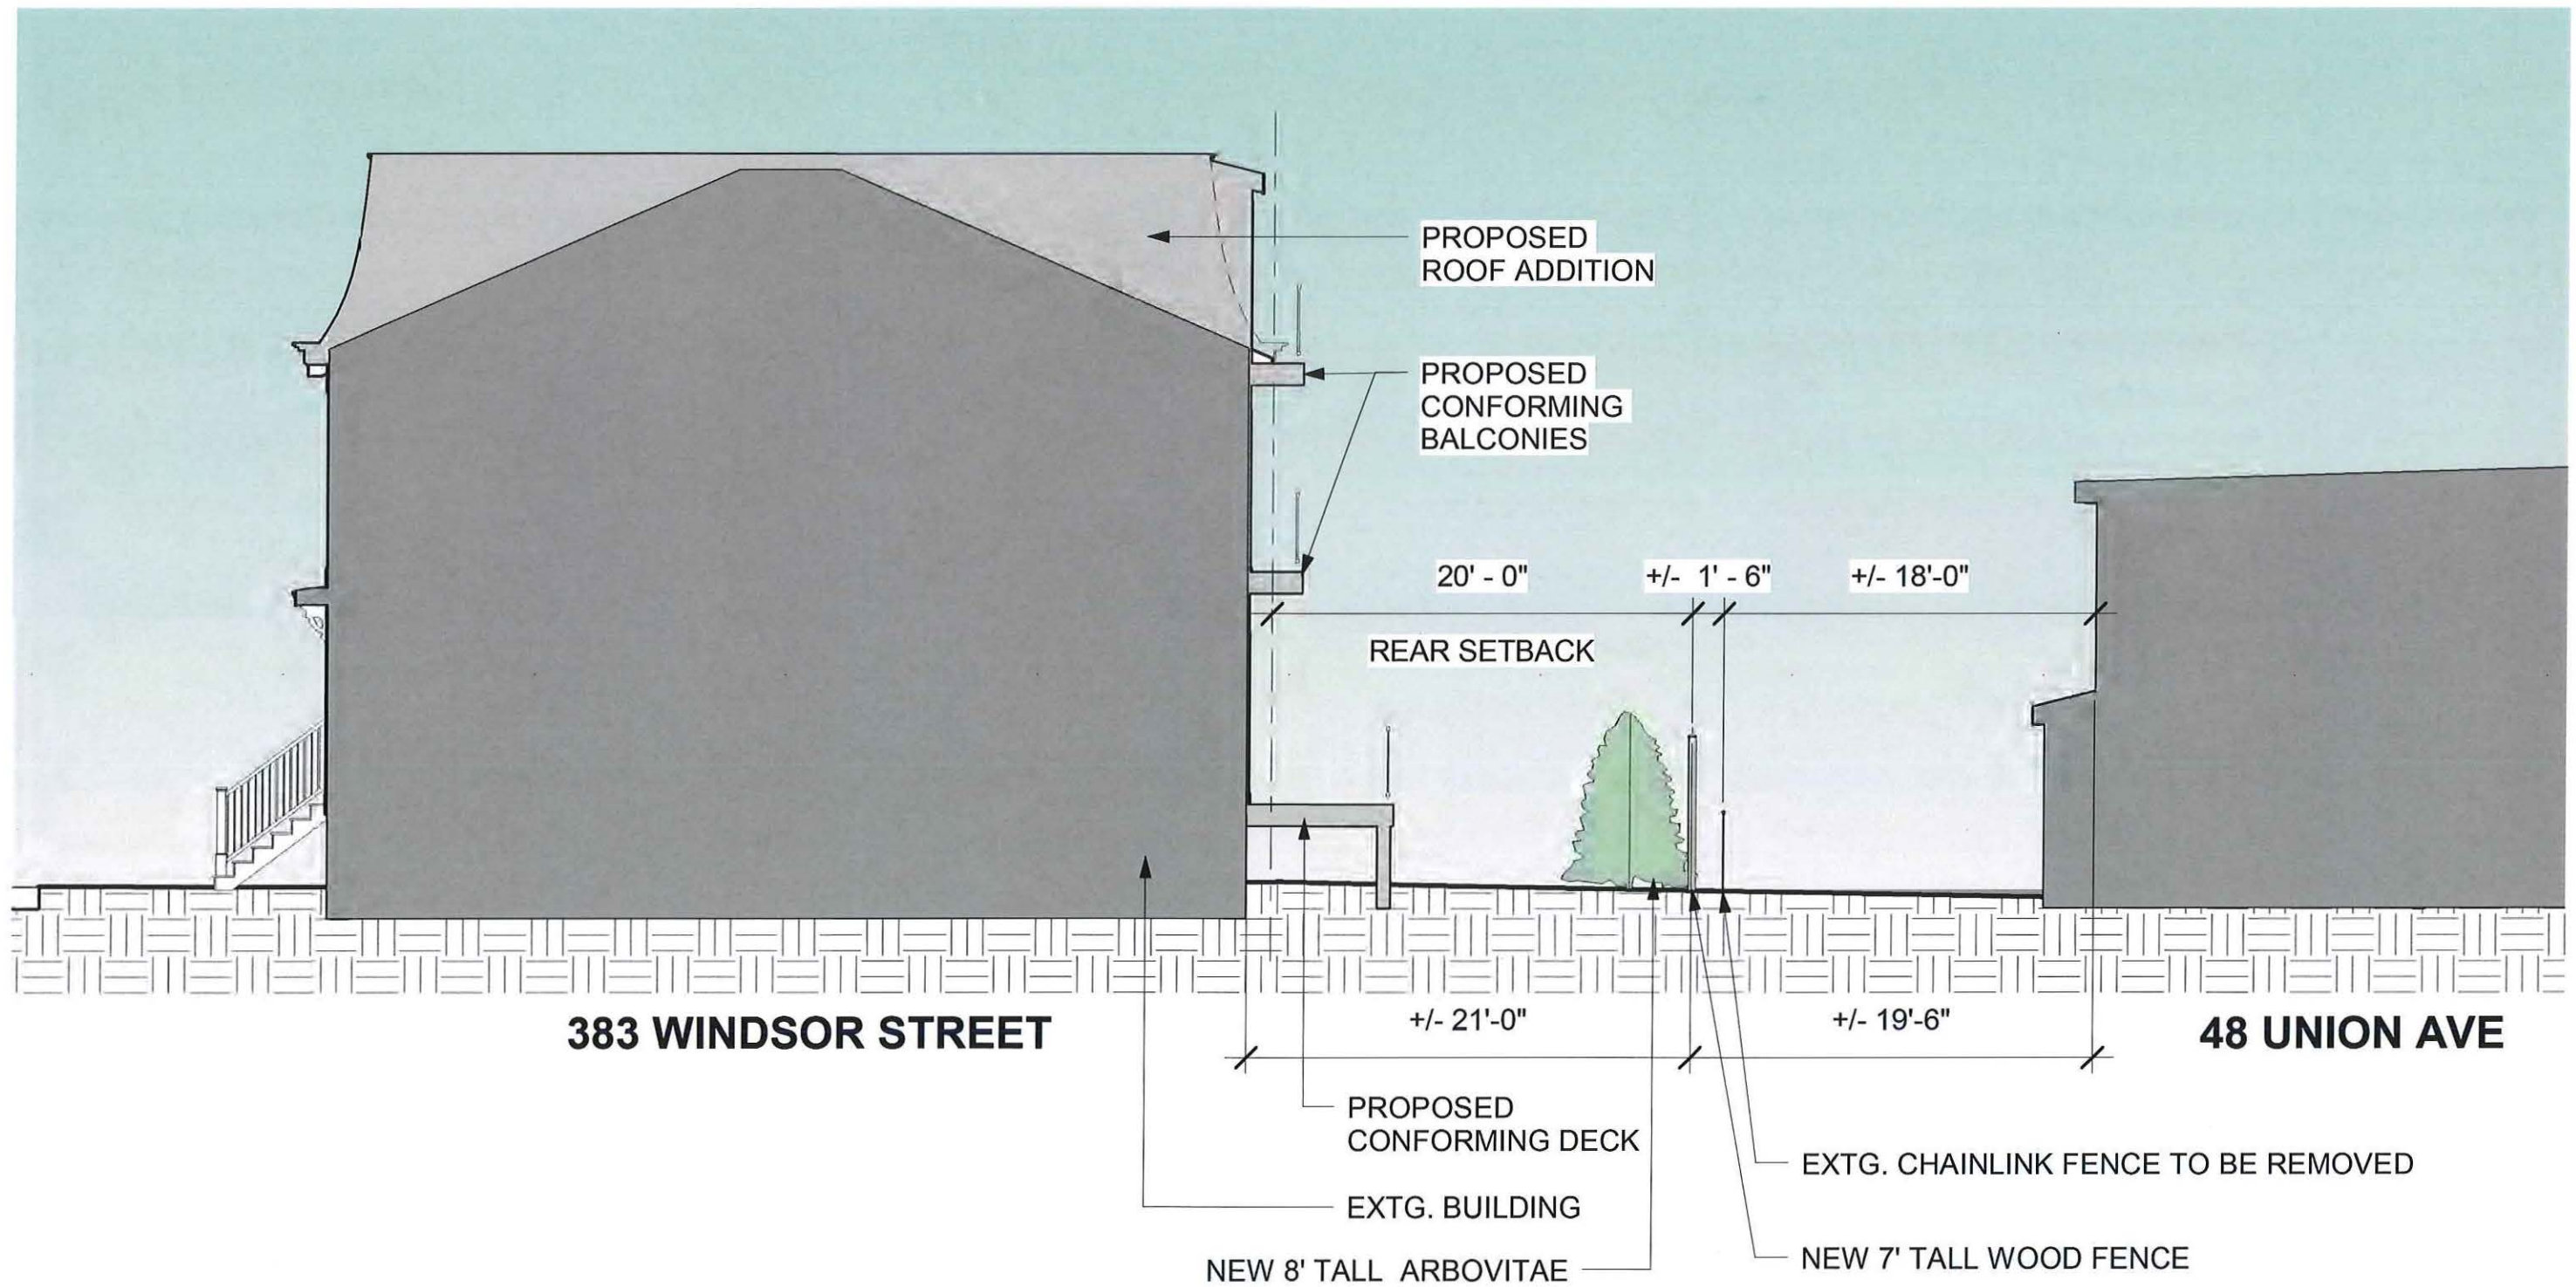 PROPOSED
ROOF ADDITION
PROPOSED
CONFORMING
BALCONIES
20' - 0"
+/- 1' - 6"
+/- 18'-0"
REAR SETBACK
383 WINDSOR STREET
+/- 21'-0"
+/- 19'-6"
48 UNION AVE
PROPOSED
CONFORMING DECK
EXTG. CHAINLINK FENCE TO BE REMOVED
EXTG. BUILDING
NEW 7' TALL WOOD FENCE
NEW 8' TALL ARBOVITAE